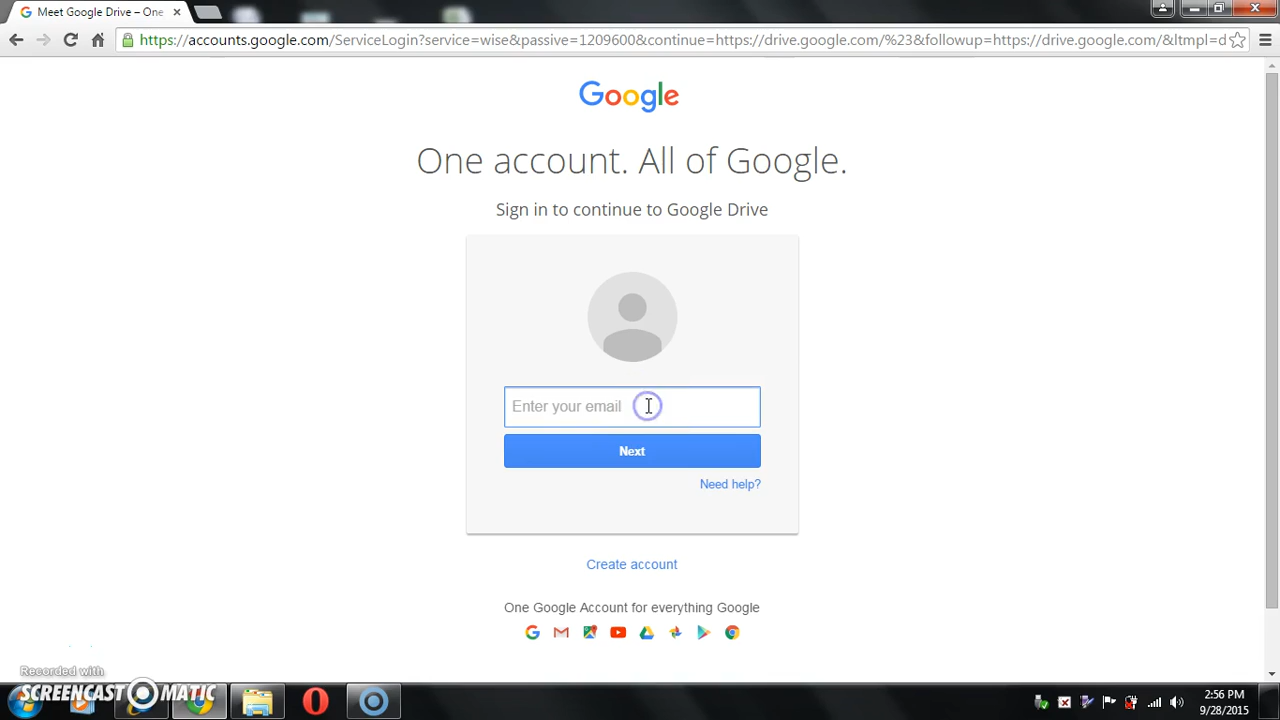 Meet Google Drive – One
https://accounts.google.com/ServiceLogin?service=wise&passive=1209600&continue=https://drive.google.com/%23&followup=https://drive.google.com/&ltmpl=d
Google
One account. All of Google.
Sign in to continue to Google Drive
Enter your email
Next
Need help?
Create account
One Google Account for everything Google
Recorded with
SCREENCAST MATIC
2:56 PM
9/28/2015